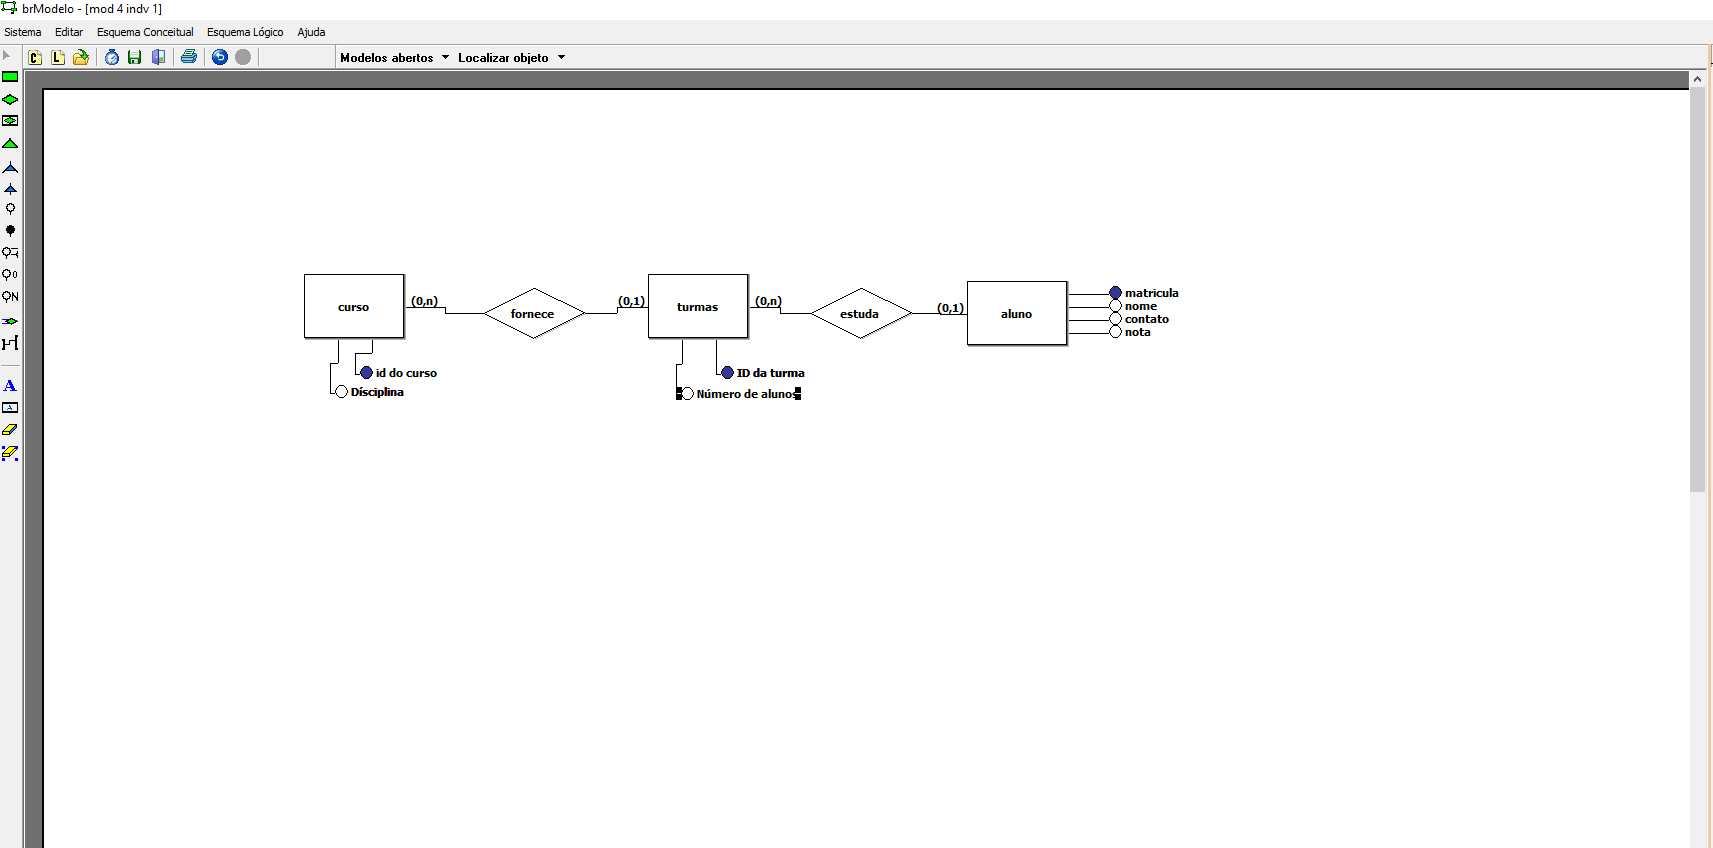 brModelo - [mod 4 indv 1]
Sistema Editar Esquema Conceitual Esquema Lógico Ajuda
C L Modelos abertos Localizar objeto
curso
(0,n)
fornece
(0,1)
turmas
(0,n)
estuda
(0,1)
aluno
matricula
nome
contato
nota
id do curso
Disciplina
ID da turma
Número de alunos
0
N
A
A